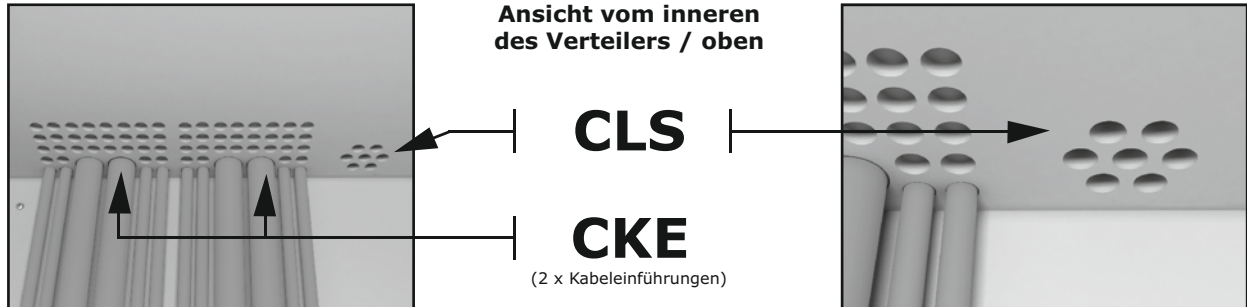 Ansicht vom inneren
des Verteilers / oben
CLS
CKE
(2 x Kabeleinführungen)